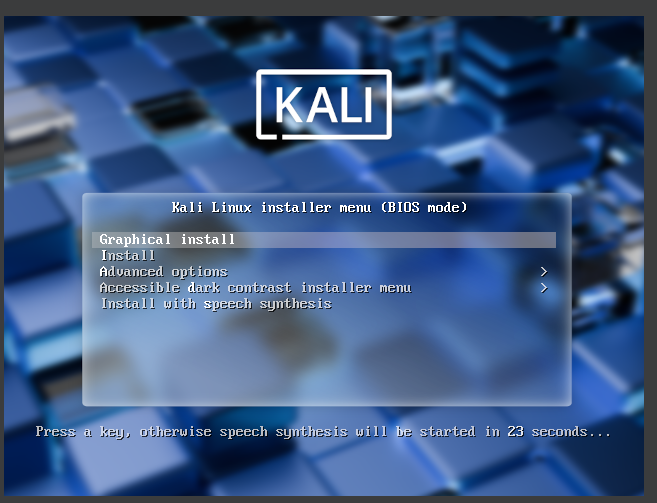 KALI
Kali Linux installer menu (BIOS mode)
Graphical install
Install
Advanced options >
Accessible dark contrast installer menu >
Install with speech synthesis
Press a key, otherwise speech synthesis will be started in 23 seconds...